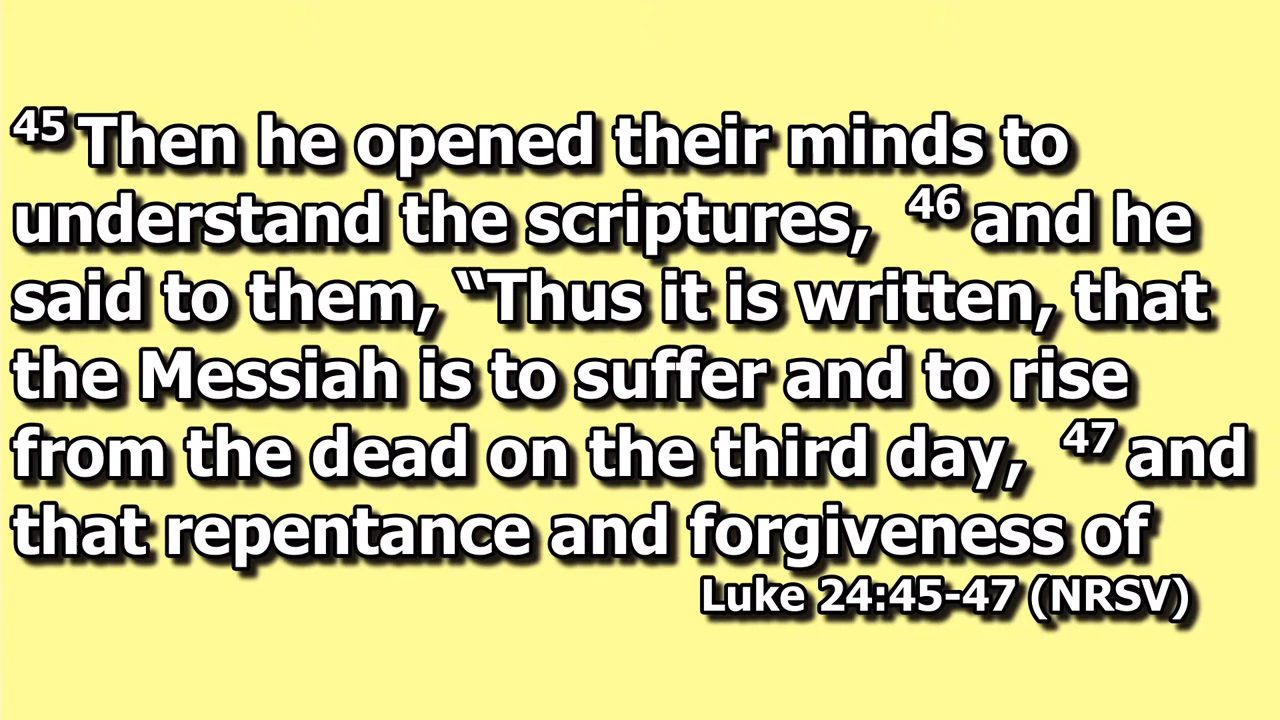 45 Then he opened their minds to
understand the scriptures, 46 and he
said to them, “Thus it is written, that
the Messiah is to suffer and to rise
from the dead on the third day, 47 and
that repentance and forgiveness of
Luke 24:45-47 (NRSV)